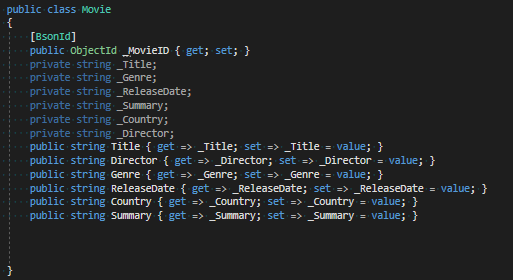 public class Movie
{
[BsonId]
public ObjectId _MovieID { get; set; }
private string _Title;
private string _Genre;
private string _ReleaseDate;
private string _Summary;
private string _Country;
private string _Director;
public string Title { get => _Title; set => _Title = value; }
public string Director { get => _Director; set => _Director = value; }
public string Genre { get => _Genre; set => _Genre = value; }
public string ReleaseDate { get => _ReleaseDate; set => _ReleaseDate = value; }
public string Country { get => _Country; set => _Country = value; }
public string Summary { get => _Summary; set => _Summary = value; }
}